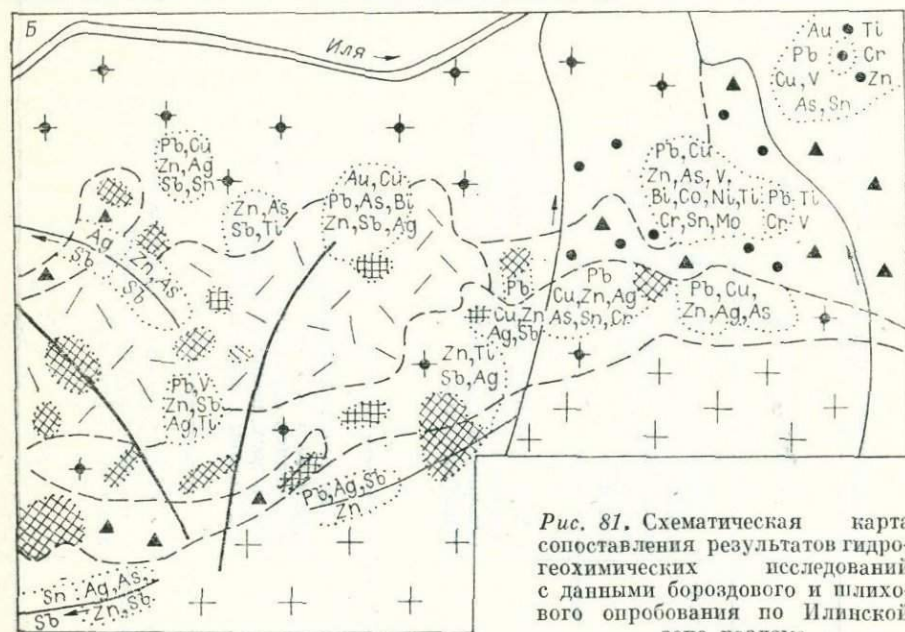 Б
Иля
Au Ti
Pb Cr
Cu, V Zn
As, Sn
Pb, Cu
Zn, Ag
Sb, Sn
Zn, As
Sb, Ti
Au, Cu
Pb, As, Bi
Zn, Sb, Ag
Pb, Cu
Zn, As, V,
Bi, Co, Ni, Ti
Cr, Sn, Mo
Pb Ti
Cr V
Ag
Sb
Zn, As
Sb
Pb
Cu, Zn
Ag, Sb
Pb
Cu, Zn, Ag
As, Sn, Cr
Pb, Cu,
Zn, Ag, As
Zn, Ti
Sb, Ag
Pb, V
Zn, Sb
Ag, Ti
Pb, Ag, Sb
Zn
Sn Ag, As,
Sb Zn, Sb
Рис. 81. Схематическая карта
сопоставления результатов гидро-
геохимических исследований
с данными бороздового и шлихо-
вого опробования по Илинской